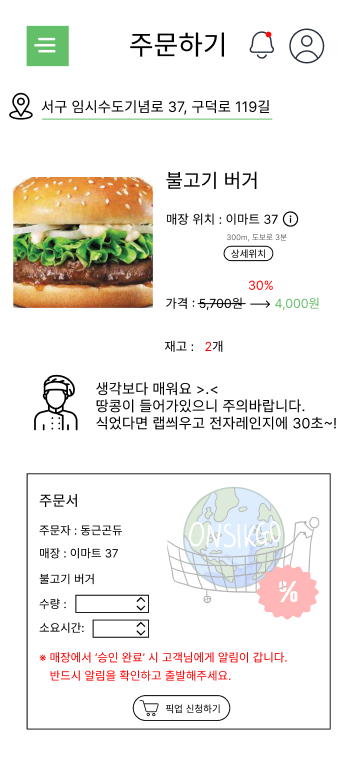 주문하기
서구 임시수도기념로 37, 구덕로 119길
불고기 버거
매장 위치 : 이마트 37
300m, 도보로 3분
상세위치
30%
가격 : 5,700원 → 4,000원
재고 : 2개
생각보다 매워요 >.<
땅콩이 들어가있으니 주의바랍니다.
식었다면 랩씌우고 전자레인지에 30초~!
주문서
주문자 : 동근곤듀
매장 : 이마트 37
불고기 버거
수량 :
소요시간:
ONSIKGO
%
※ 매장에서 ‘승인 완료’ 시 고객님에게 알림이 갑니다.
반드시 알림을 확인하고 출발해주세요.
픽업 신청하기